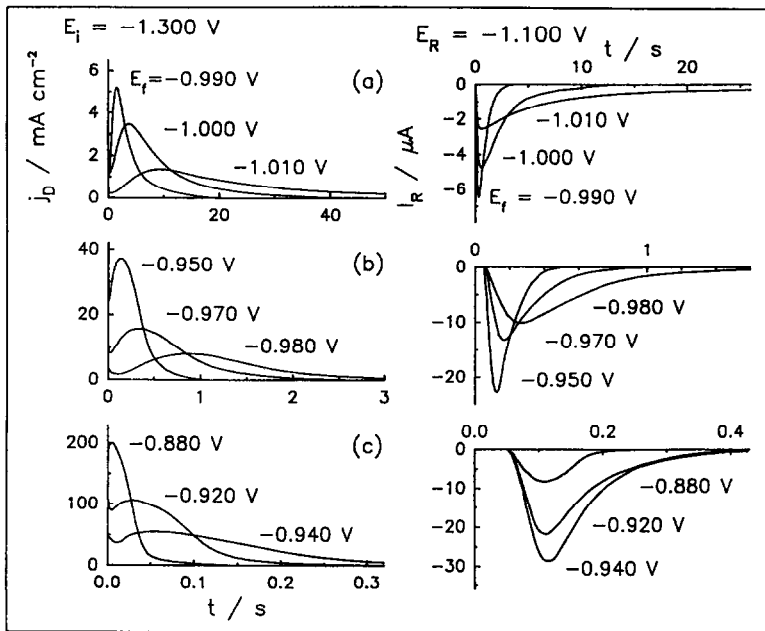 E_i = −1.300 V
E_R = −1.100 V
t / s
0 20
(a)
j_D / mA cm⁻²
6
4
2
0
E_f=−0.990 V
−1.000 V
−1.010 V
0 20 40
I_R / μA
0
−2
−4
−6
−1.010 V
−1.000 V
E_f = −0.990 V
(b)
40
20
0
−0.950 V
−0.970 V
−0.980 V
0 1 2 3
0 1
0
−10
−20
−0.980 V
−0.970 V
−0.950 V
(c)
200
100
0
−0.880 V
−0.920 V
−0.940 V
0.0 0.1 0.2 0.3
t / s
0.0 0.2 0.4
0
−10
−20
−30
−0.880 V
−0.920 V
−0.940 V